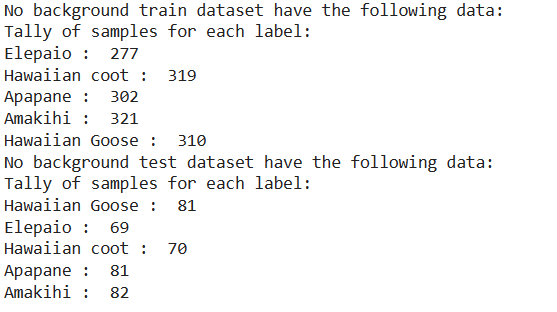 No background train dataset have the following data:
Tally of samples for each label:
Elepaio :  277
Hawaiian coot :  319
Apapane :  302
Amakihi :  321
Hawaiian Goose :  310
No background test dataset have the following data:
Tally of samples for each label:
Hawaiian Goose :  81
Elepaio :  69
Hawaiian coot :  70
Apapane :  81
Amakihi :  82